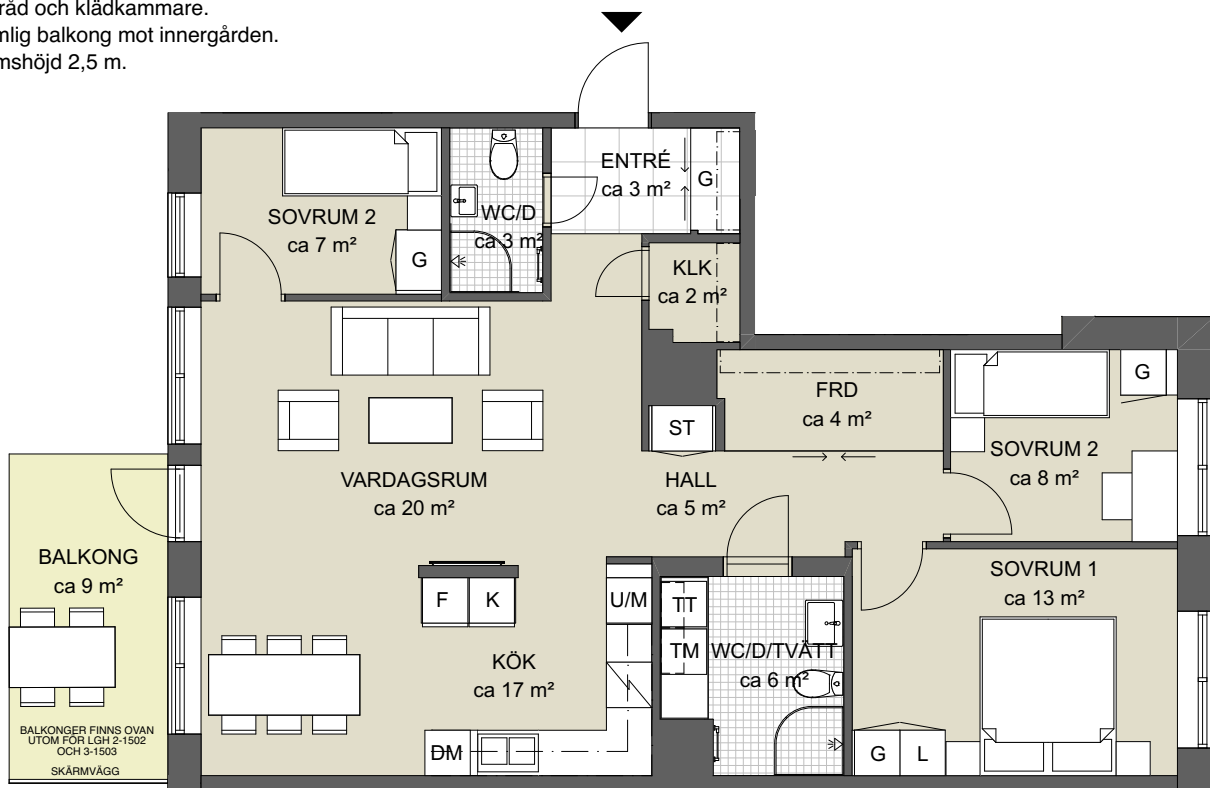 råd och klädkammare.
mlig balkong mot innergården.
mshöjd 2,5 m.
ENTRÉ
ca 3 m²
G
SOVRUM 2
ca 7 m²
G
WC/D
ca 3 m²
KLK
ca 2 m²
FRD
ca 4 m²
G
ST
SOVRUM 2
ca 8 m²
VARDAGSRUM
ca 20 m²
HALL
ca 5 m²
BALKONG
ca 9 m²
SOVRUM 1
ca 13 m²
F
K
U/M
TT
TM
WC/D/TVÄTT
ca 6 m²
KÖK
ca 17 m²
BALKONGER FINNS OVAN
UTOM FÖR LGH 2-1502
OCH 3-1503
SKÄRMVÄGG
DM
G
L